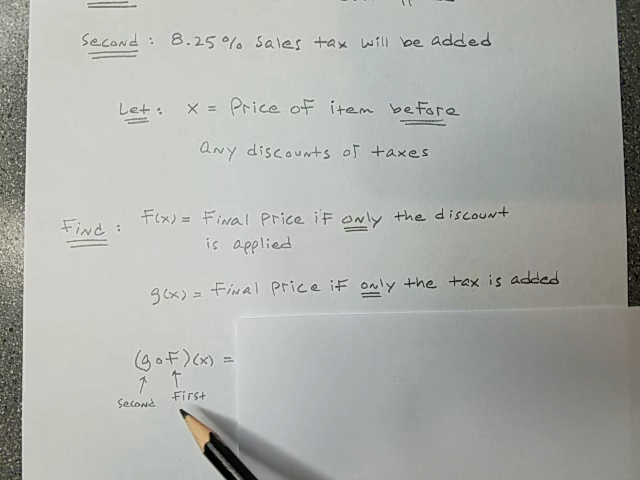 Second: 8.25% sales tax will be added
Let: x = Price of item before
any discounts of taxes
Find: F(x) = Final Price if only the discount
is applied
g(x) = Final price if only the tax is added
(g∘F)(x) =
second First